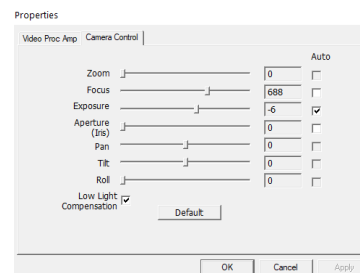 Properties
Video Proc Amp Camera Control
Auto
Zoom 0
Focus 688
Exposure -6
Aperture
(Iris) 0
Pan 0
Tilt 0
Roll 0
Low Light
Compensation
Default
OK Cancel Apply